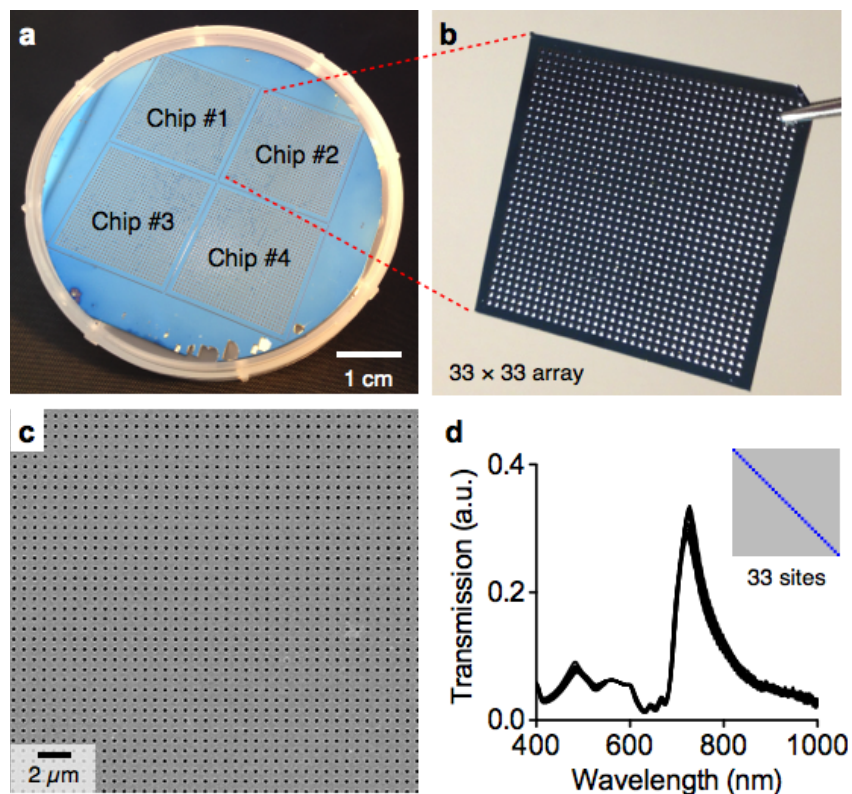 a
Chip #1
Chip #2
Chip #3
Chip #4
1 cm
b
33 × 33 array
c
2 µm
d
Transmission (a.u.)
0.4
0.2
0.0
400
600
800
1000
Wavelength (nm)
33 sites